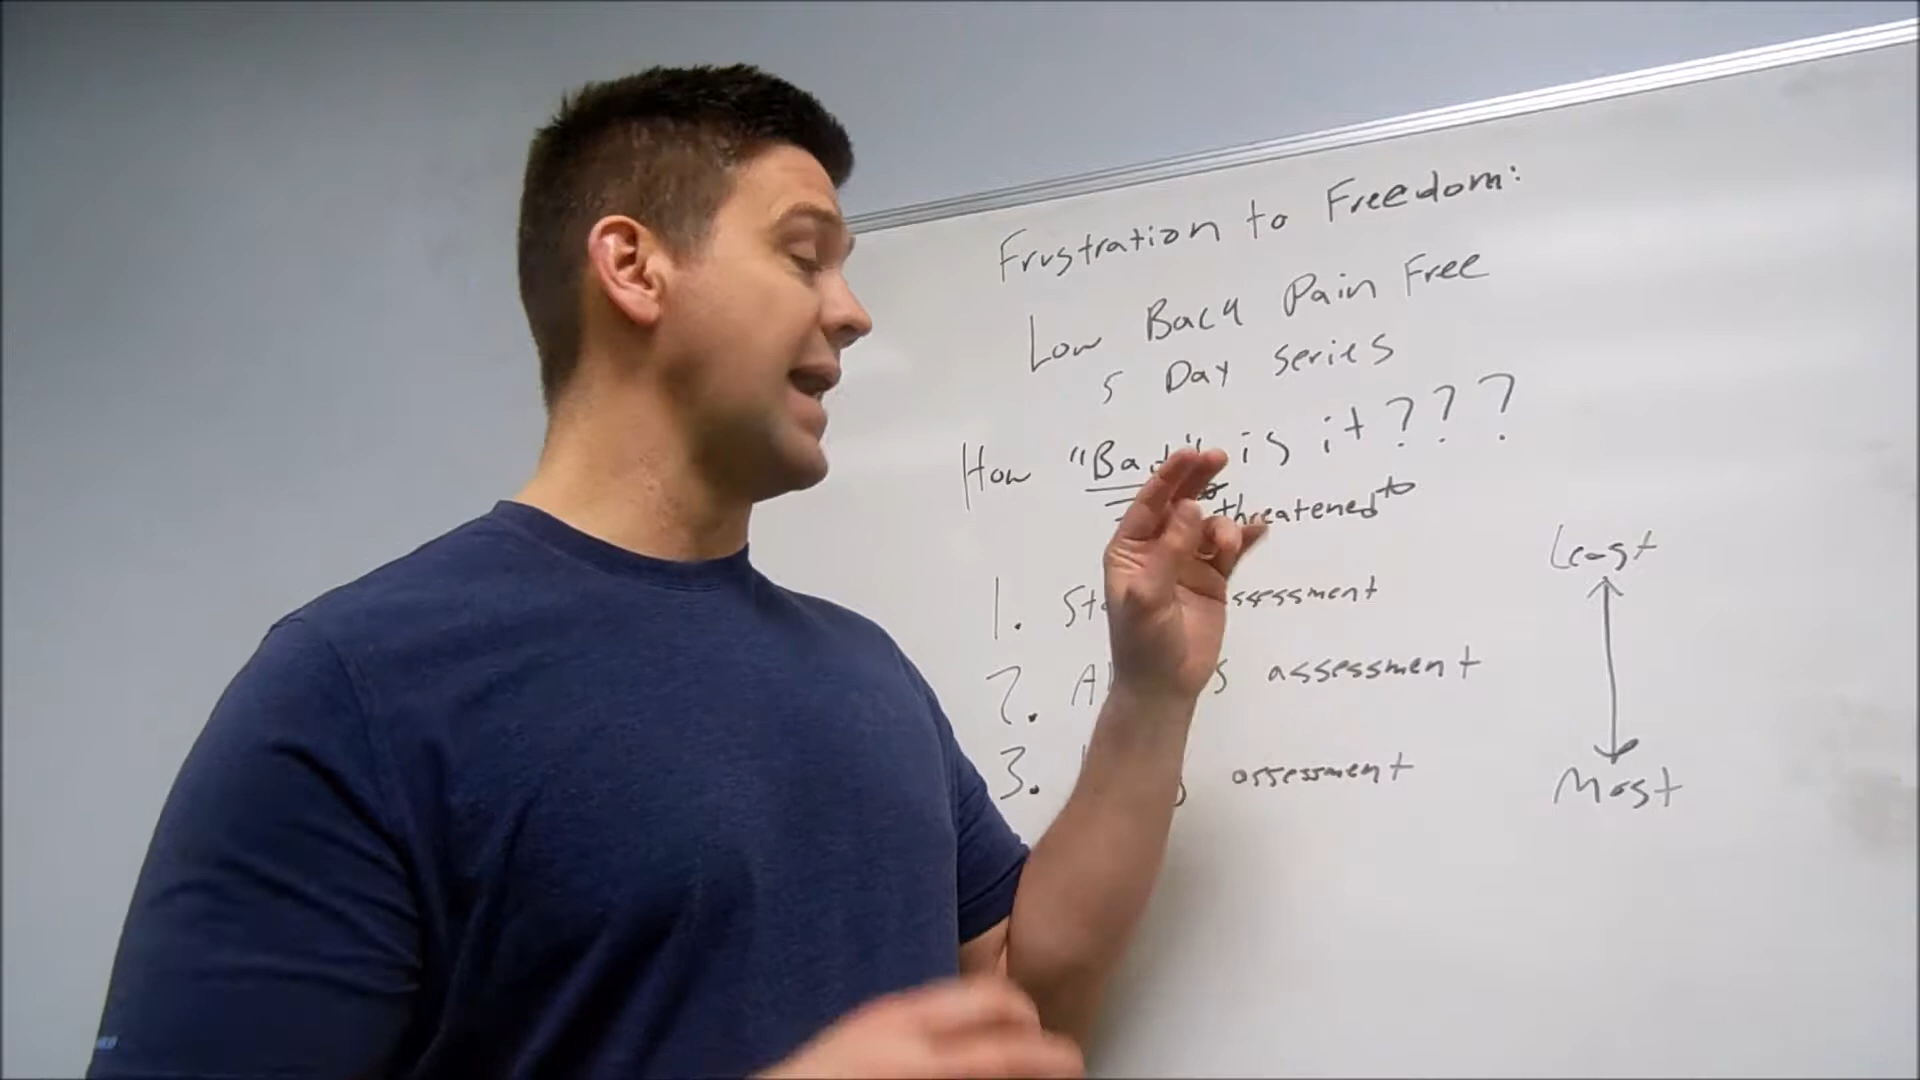 Frustration to Freedom:
Low Back Pain Free
5 Day Series
How "Bad" is it???
threatened to
1. assessment
2. assessment
3. assessment
Least
Most